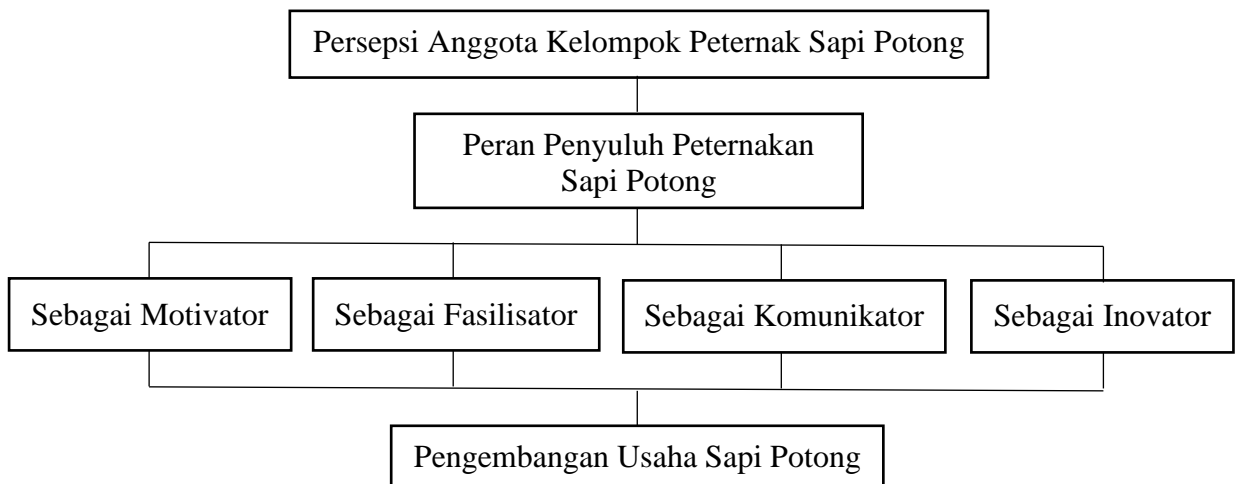 Persepsi Anggota Kelompok Peternak Sapi Potong
Peran Penyuluh Peternakan
Sapi Potong
Sebagai Motivator
Sebagai Fasilisator
Sebagai Komunikator
Sebagai Inovator
Pengembangan Usaha Sapi Potong